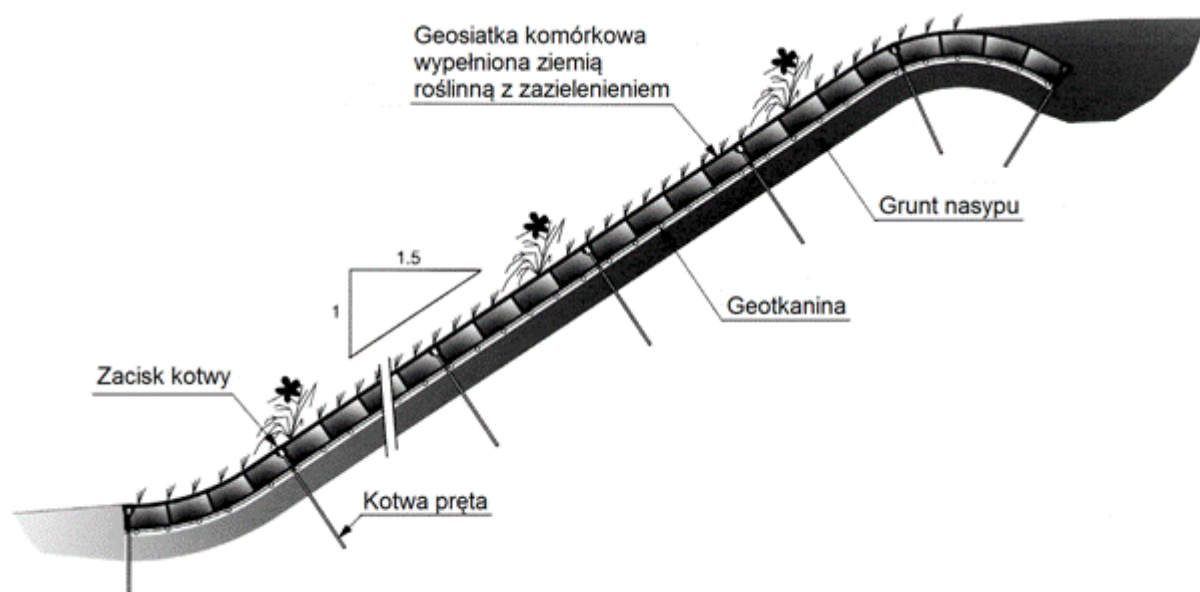 Geosiatka komórkowa
wypełniona ziemią
roślinną z zazielenieniem
Grunt nasypu
1.5
1
Geotkanina
Zacisk kotwy
Kotwa pręta